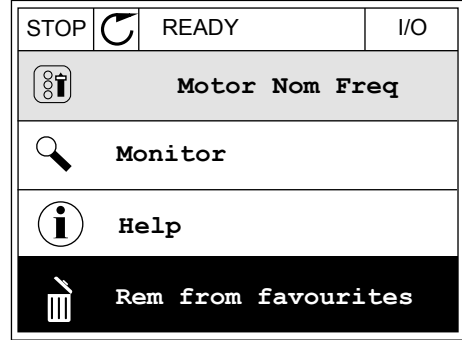 STOP READY I/O
Motor Nom Freq
Monitor
Help
Rem from favourites